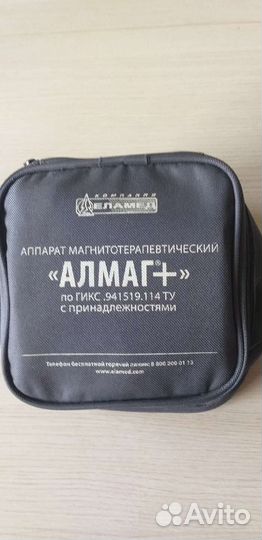 КОМПАНИЯ
ЕЛАМЕД
АППАРАТ МАГНИТОТЕРАПЕВТИЧЕСКИЙ
«АЛМАГ+»
по ГИКС .941519.114 ТУ
с принадлежностями
Телефон бесплатной горячей линии: 8 800 200 01 13
www.elamed.com
Avito